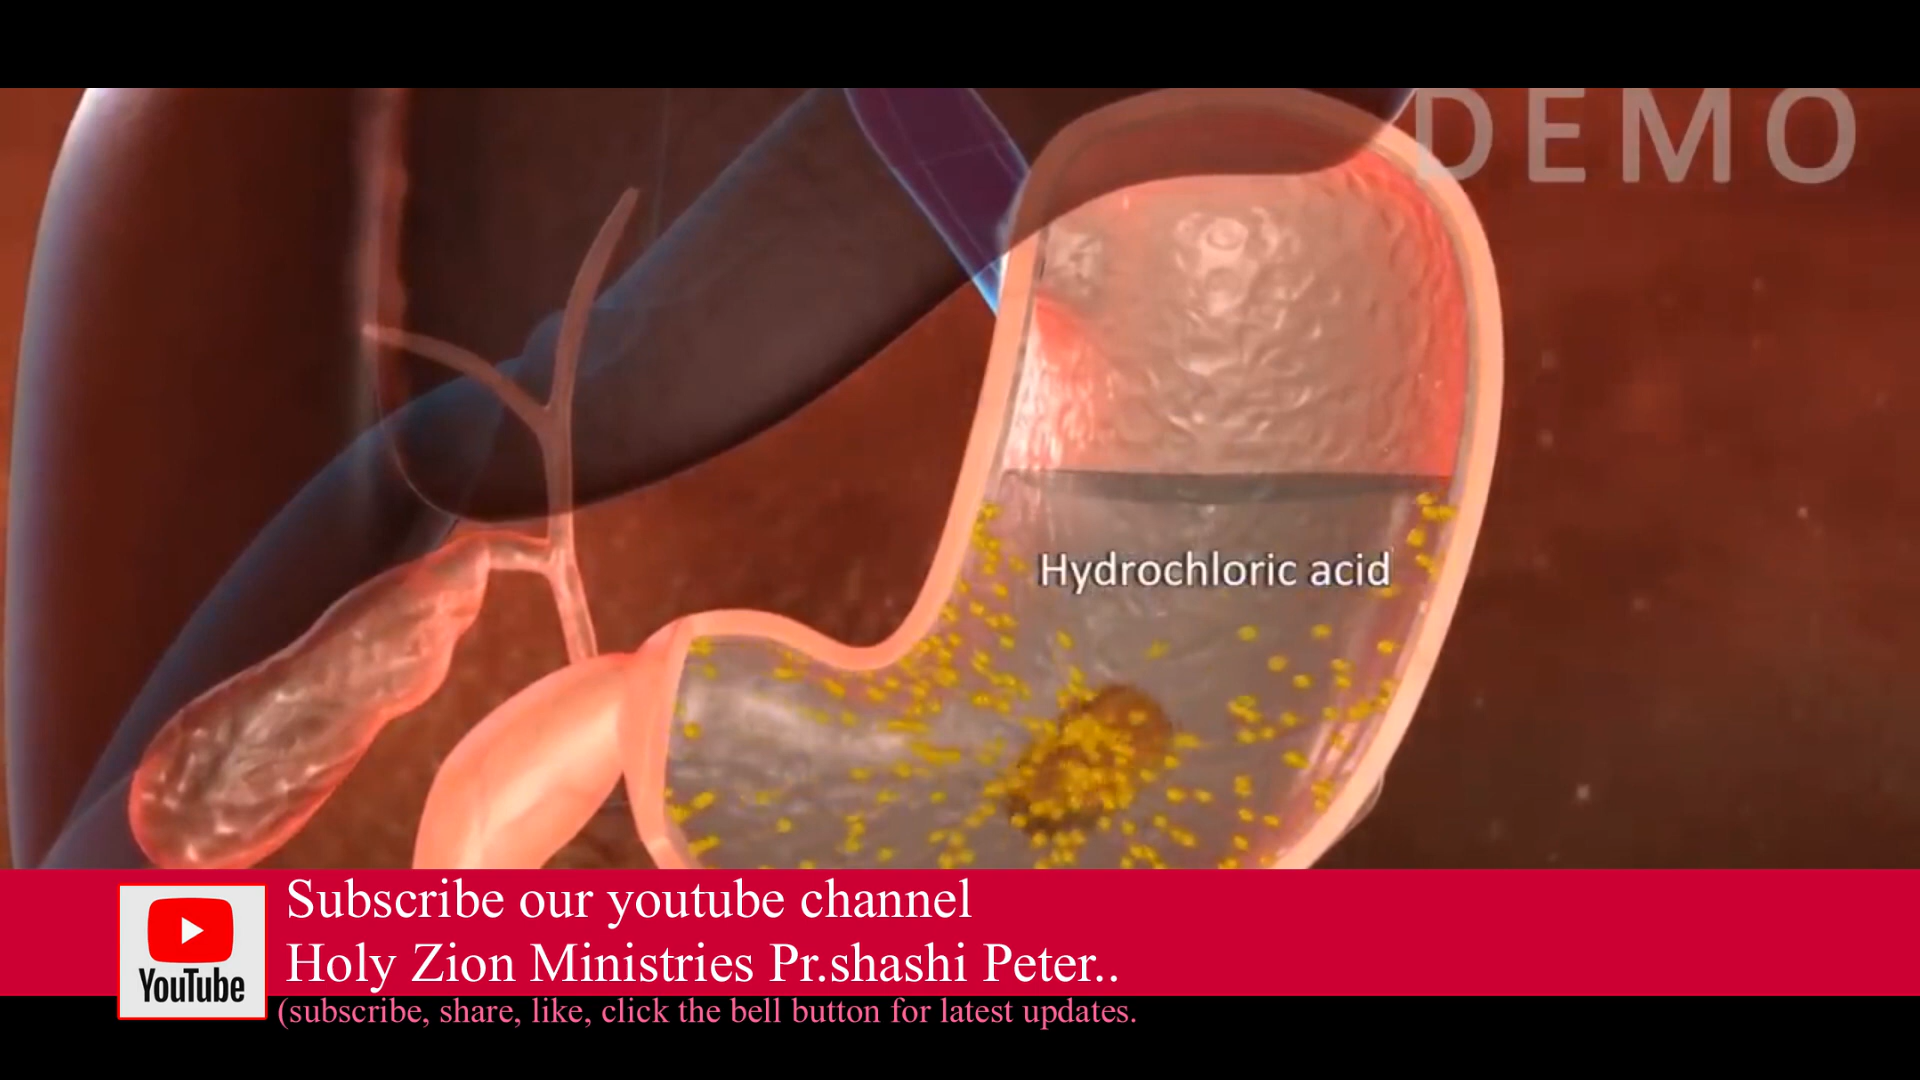 DEMO
Hydrochloric acid
Subscribe our youtube channel
Holy Zion Ministries Pr.shashi Peter..
YouTube
(subscribe, share, like, click the bell button for latest updates.